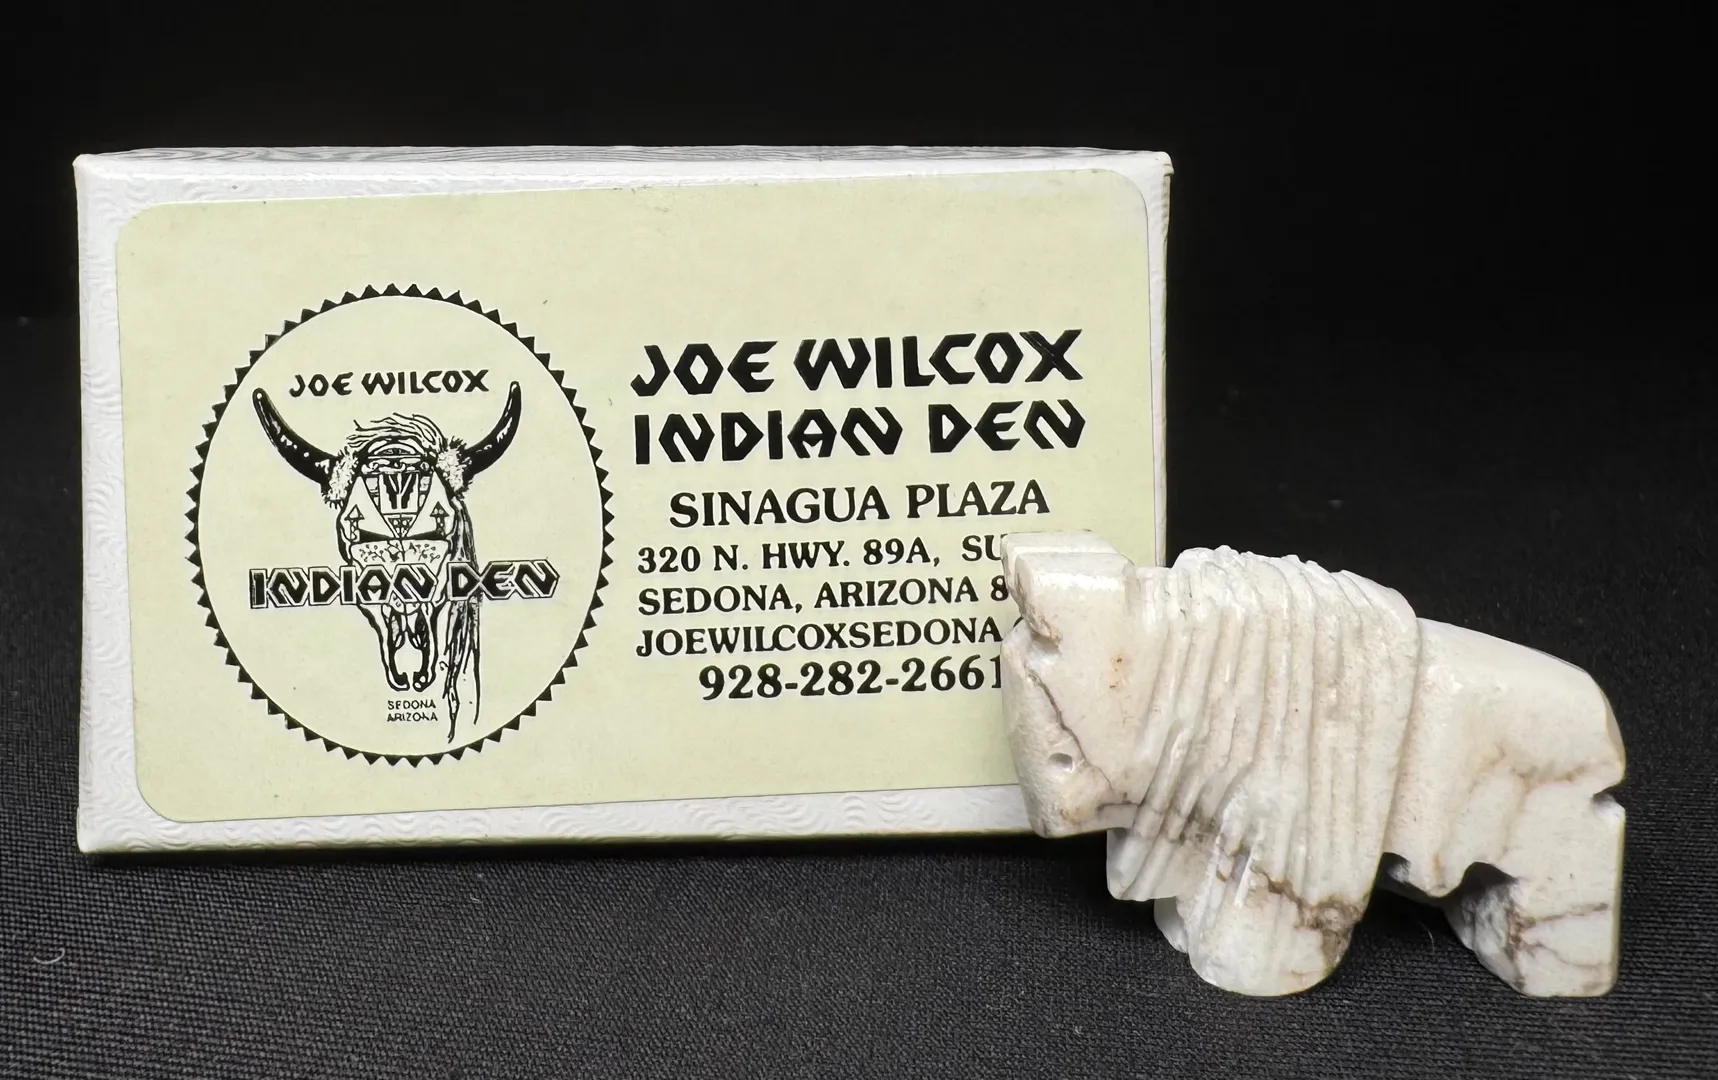 JOE WILCOX
INDIAN DEN
SEDONA
ARIZONA
JOE WILCOX
INDIAN DEN
SINAGUA PLAZA
320 N. HWY. 89A,
SEDONA, ARIZONA
JOEWILCOXSEDONA
928-282-2661